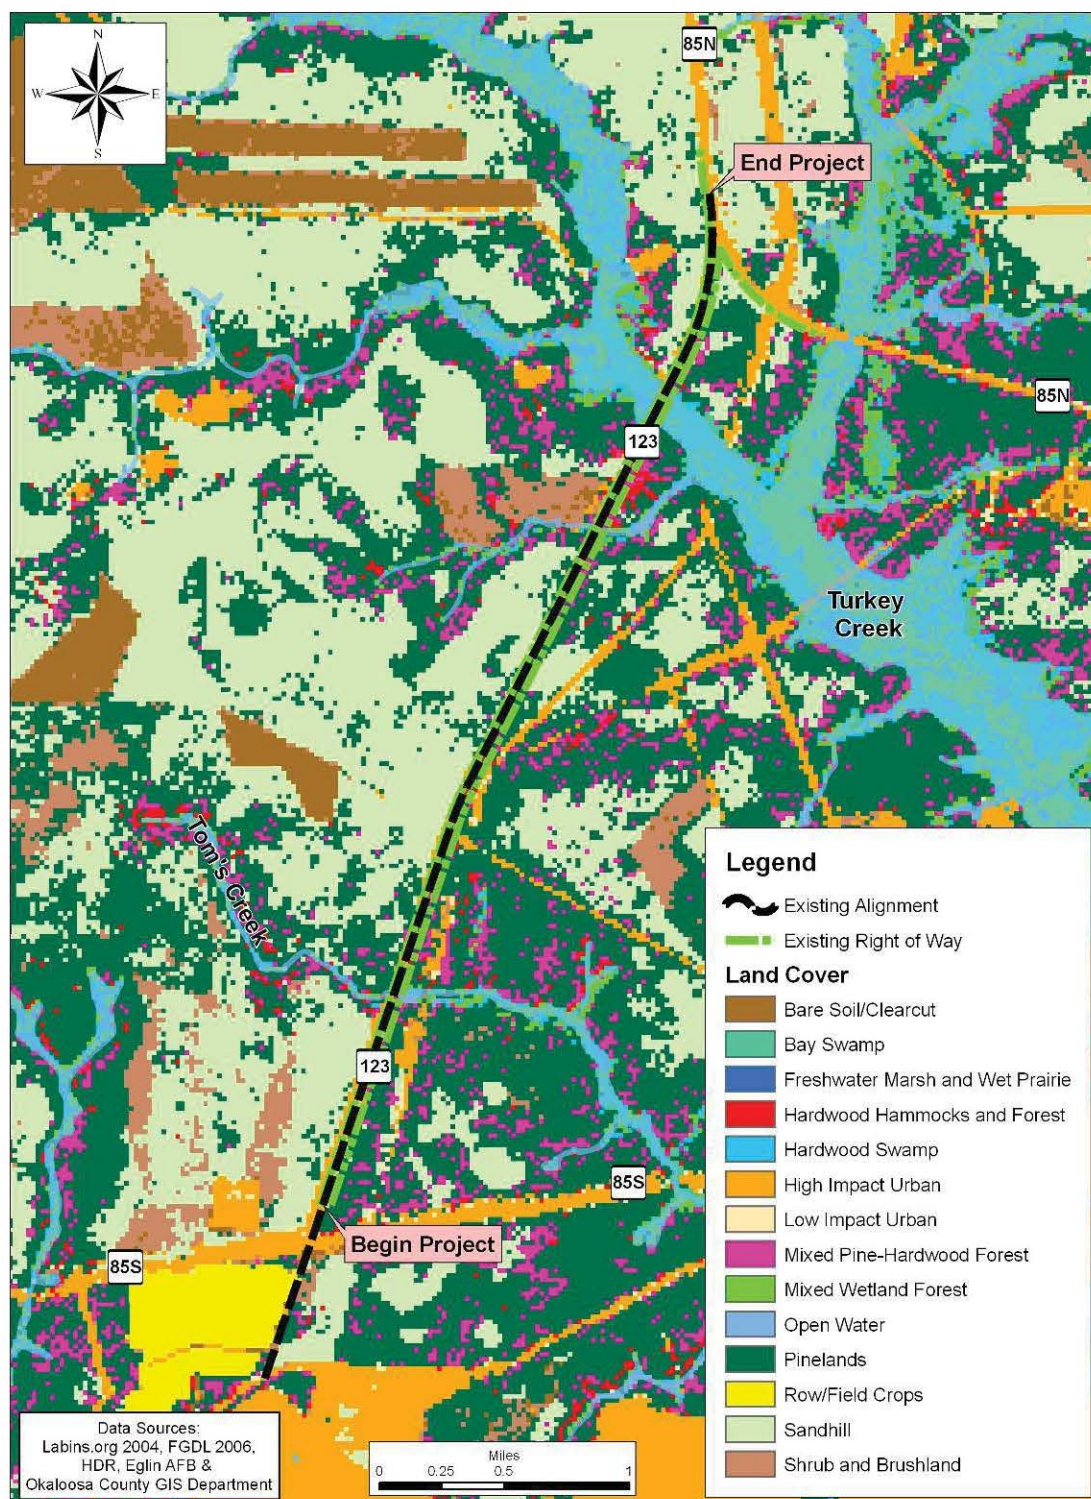 N
W E
S
85N
End Project
85N
123
Turkey
Creek
Tom's Creek
123
85S
Begin Project
85S
Legend
Existing Alignment
Existing Right of Way
Land Cover
Bare Soil/Clearcut
Bay Swamp
Freshwater Marsh and Wet Prairie
Hardwood Hammocks and Forest
Hardwood Swamp
High Impact Urban
Low Impact Urban
Mixed Pine-Hardwood Forest
Mixed Wetland Forest
Open Water
Pinelands
Row/Field Crops
Sandhill
Shrub and Brushland
Data Sources:
Labins.org 2004, FGDL 2006,
HDR, Eglin AFB &
Okaloosa County GIS Department
Miles
0 0.25 0.5 1